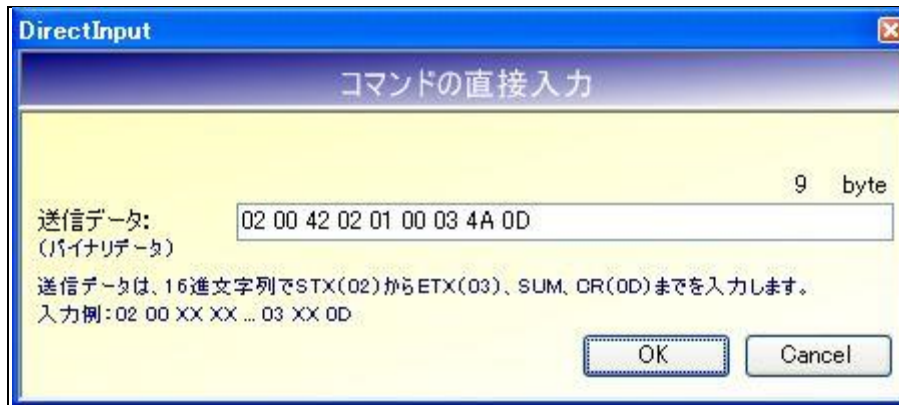 DirectInput
コマンドの直接入力
9 byte
送信データ: 02 00 42 02 01 00 03 4A 0D
(バイナリデータ)
送信データは、16進文字列でSTX(02)からETX(03)、SUM、CR(0D)までを入力します。
入力例:02 00 XX XX ... 03 XX 0D
OK Cancel